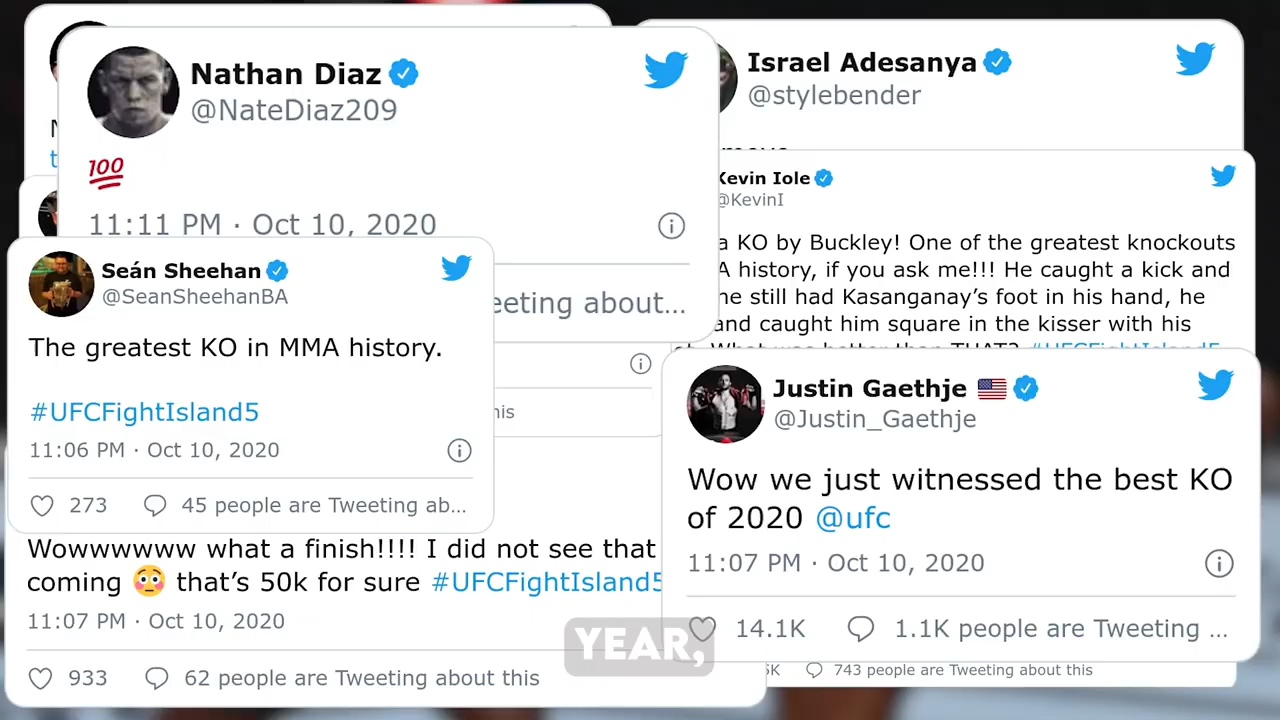 Nathan Diaz
@NateDiaz209
💯
11:11 PM · Oct 10, 2020
eeting about...
Israel Adesanya
@stylebender
Kevin Iole
@KevinI
a KO by Buckley! One of the greatest knockouts
A history, if you ask me!!! He caught a kick and
he still had Kasanganay’s foot in his hand, he
and caught him square in the kisser with his
What was better than THAT? #UFCFightIsland5
Seán Sheehan
@SeanSheehanBA
The greatest KO in MMA history.
#UFCFightIsland5
11:06 PM · Oct 10, 2020
273 45 people are Tweeting ab...
his
Justin Gaethje 🇺🇸
@Justin_Gaethje
Wow we just witnessed the best KO
of 2020 @ufc
11:07 PM · Oct 10, 2020
14.1K 1.1K people are Tweeting ...
Wowwwwww what a finish!!!! I did not see that
coming 😳 that’s 50k for sure #UFCFightIsland5
11:07 PM · Oct 10, 2020
933 62 people are Tweeting about this
YEAR,
K 743 people are Tweeting about this